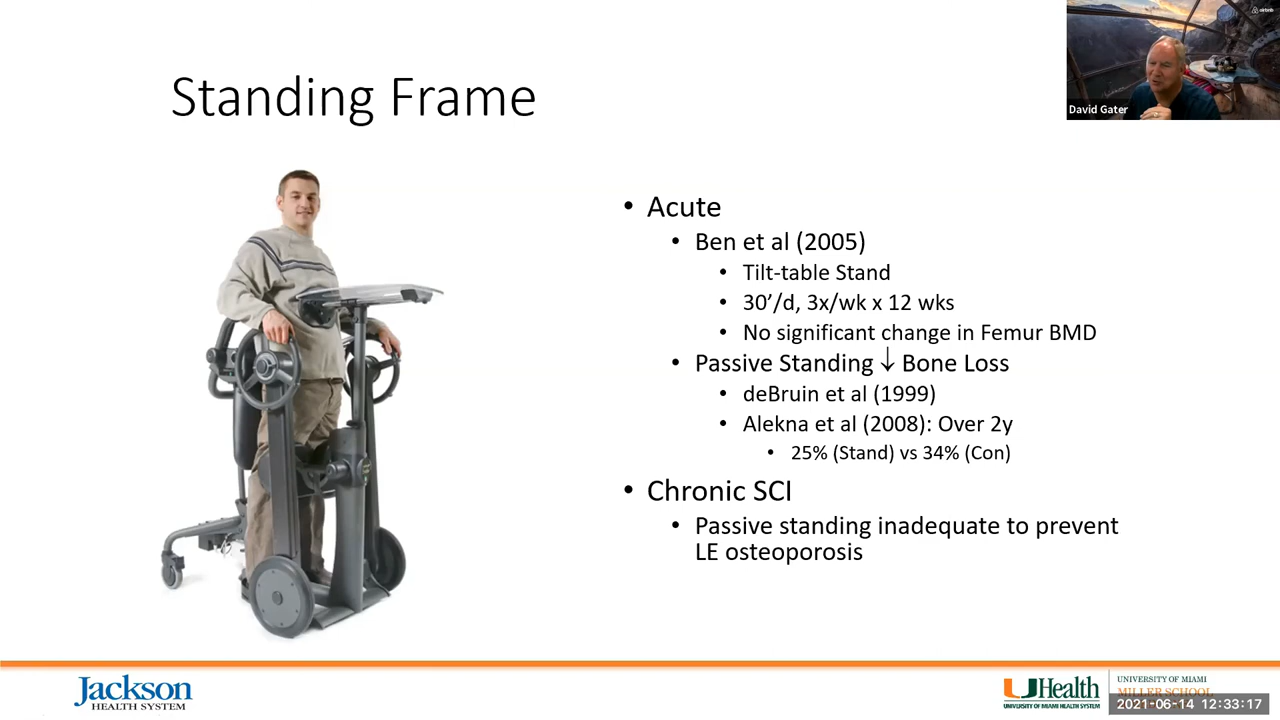 airbnb
David Gater
Standing Frame
• Acute
• Ben et al (2005)
• Tilt-table Stand
• 30’/d, 3x/wk x 12 wks
• No significant change in Femur BMD
• Passive Standing ↓ Bone Loss
• deBruin et al (1999)
• Alekna et al (2008): Over 2y
• 25% (Stand) vs 34% (Con)
• Chronic SCI
• Passive standing inadequate to prevent
LE osteoporosis
Jackson
HEALTH SYSTEM
UHealth
UNIVERSITY OF MIAMI HEALTH SYSTEM
UNIVERSITY OF MIAMI
MILLER SCHOOL
2021-06-14 12:33:17